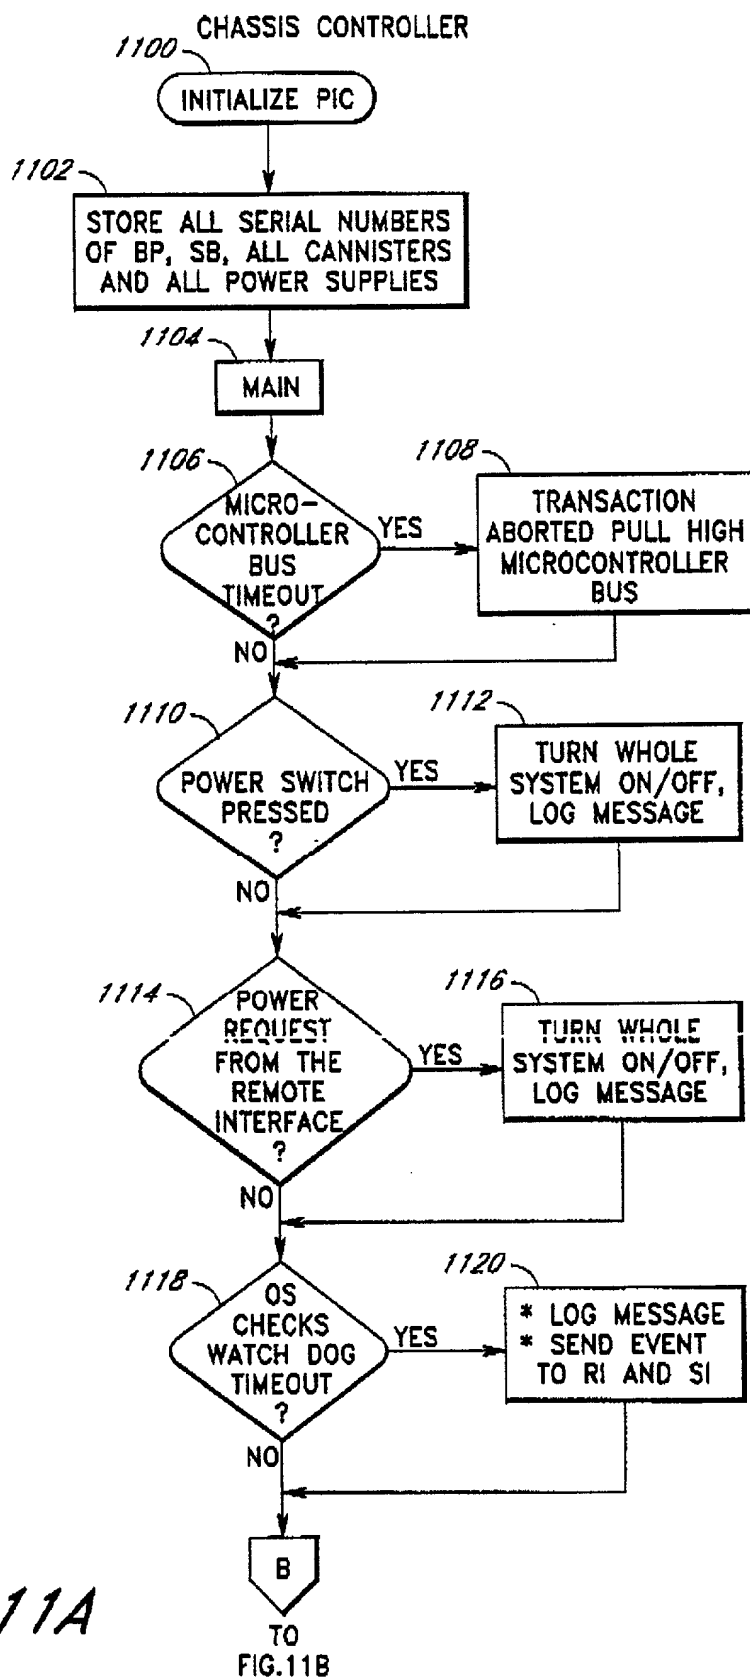 CHASSIS CONTROLLER
1100
INITIALIZE PIC
1102
STORE ALL SERIAL NUMBERS
OF BP, SB, ALL CANNISTERS
AND ALL POWER SUPPLIES
1104
MAIN
1106
MICRO-
CONTROLLER
BUS
TIMEOUT
?
YES
NO
1108
TRANSACTION
ABORTED PULL HIGH
MICROCONTROLLER
BUS
1110
POWER SWITCH
PRESSED
?
YES
NO
1112
TURN WHOLE
SYSTEM ON/OFF,
LOG MESSAGE
1114
POWER
REQUEST
FROM THE
REMOTE
INTERFACE
?
YES
NO
1116
TURN WHOLE
SYSTEM ON/OFF,
LOG MESSAGE
1118
OS
CHECKS
WATCH DOG
TIMEOUT
?
YES
NO
1120
* LOG MESSAGE
* SEND EVENT
TO RI AND SI
B
TO
FIG.11B
11A